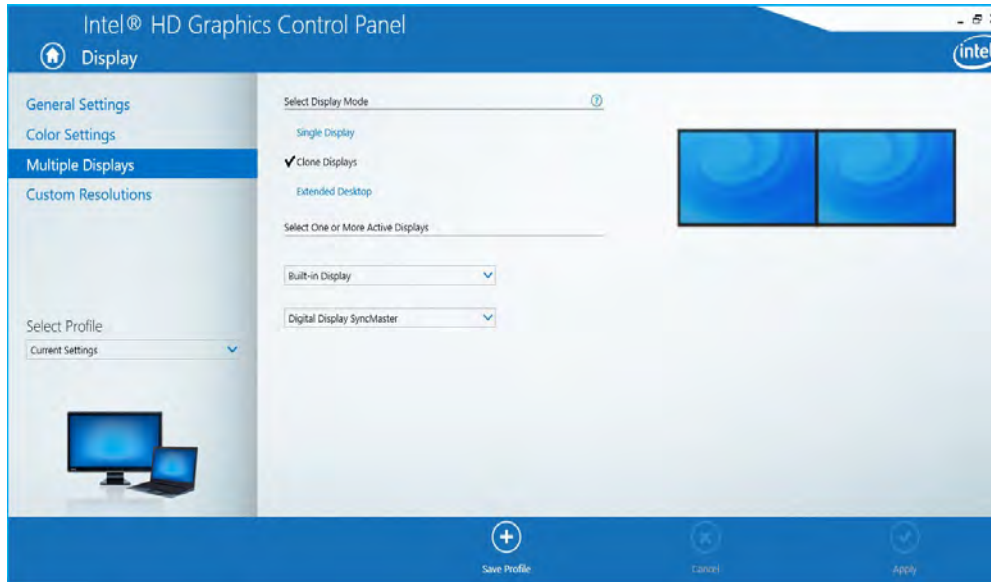 Intel® HD Graphics Control Panel
Display
General Settings
Color Settings
Multiple Displays
Custom Resolutions
Select Profile
Current Settings
Select Display Mode
Single Display
Clone Displays
Extended Desktop
Select One or More Active Displays
Built-in Display
Digital Display SyncMaster
Save Profile
Cancel
Apply